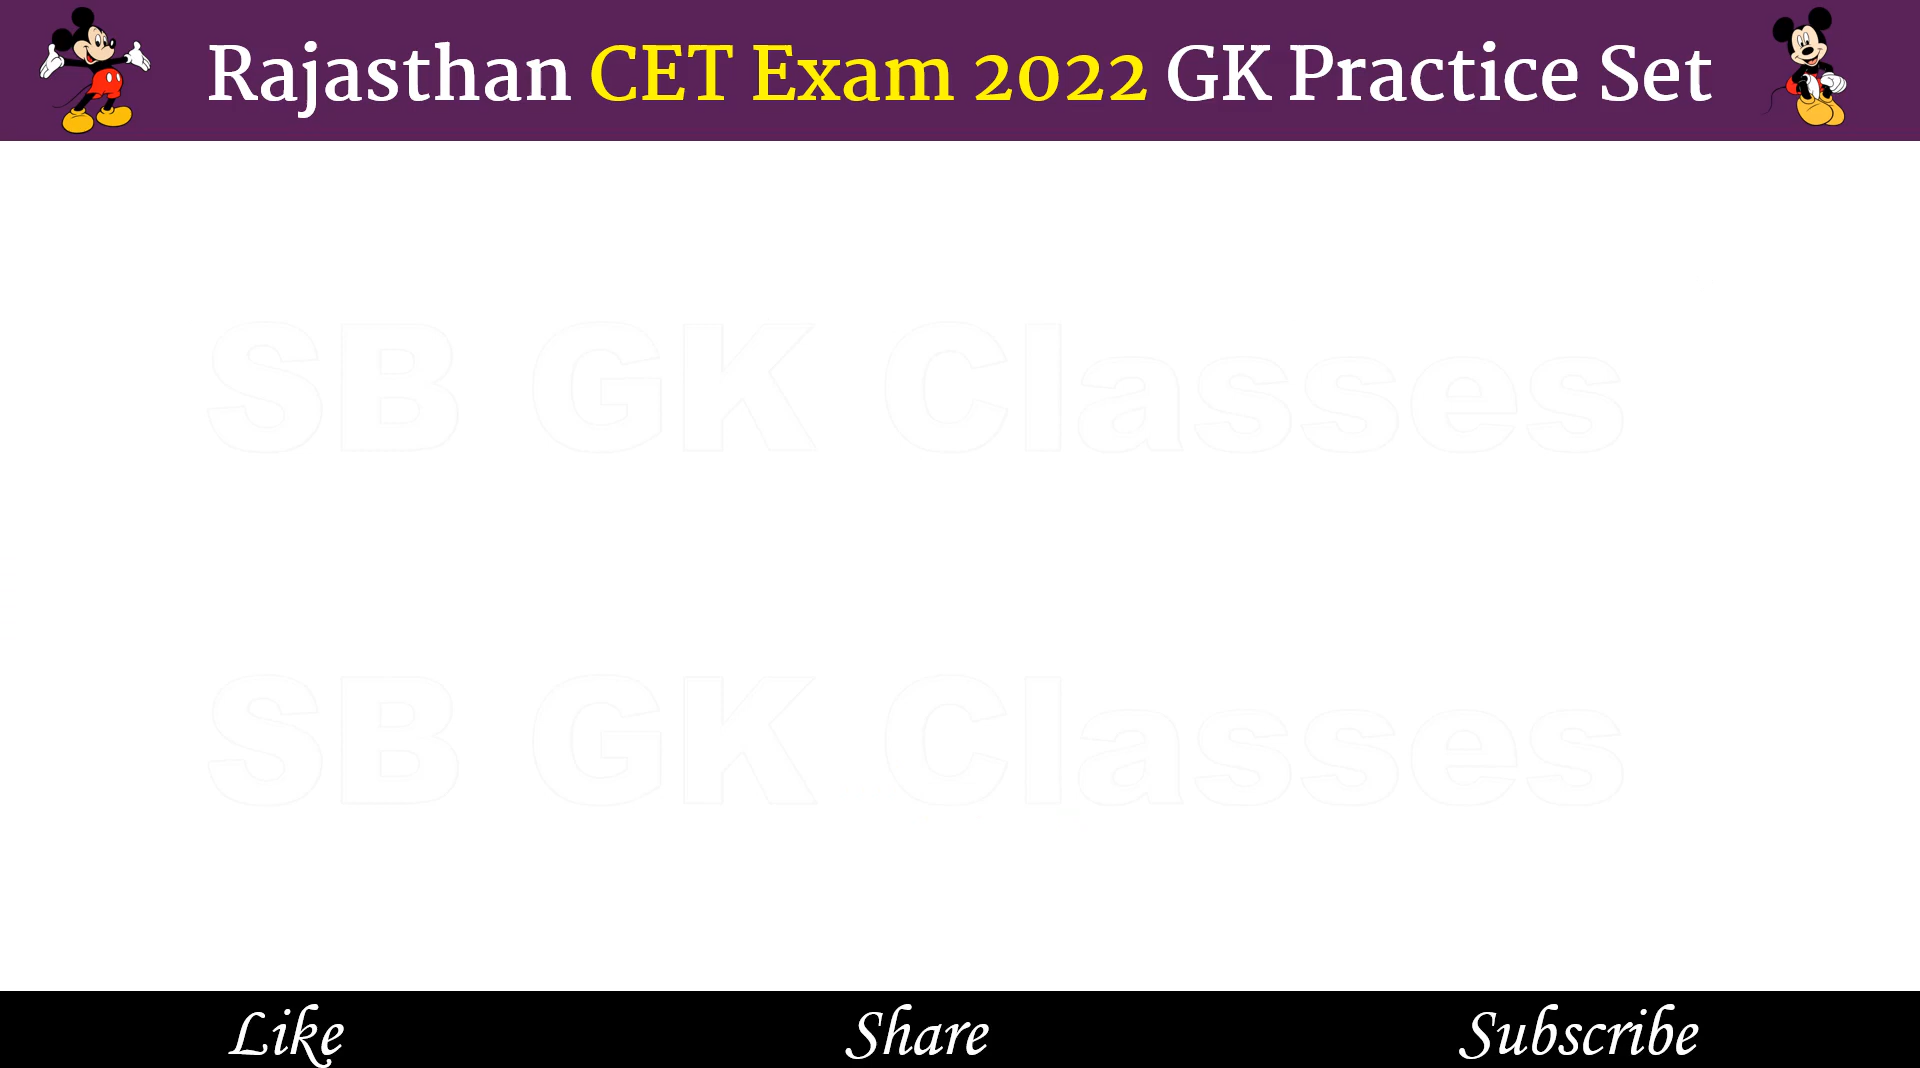 Rajasthan CET Exam 2022 GK Practice Set
SB GK Classes
SB GK Classes
Like Share Subscribe